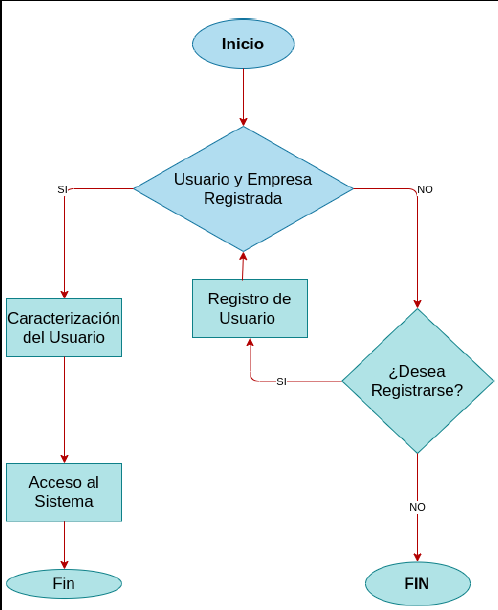 Inicio
Usuario y Empresa
Registrada
SI
NO
Registro de
Usuario
Caracterización
del Usuario
¿Desea
Registrarse?
SI
Acceso al
Sistema
NO
Fin
FIN